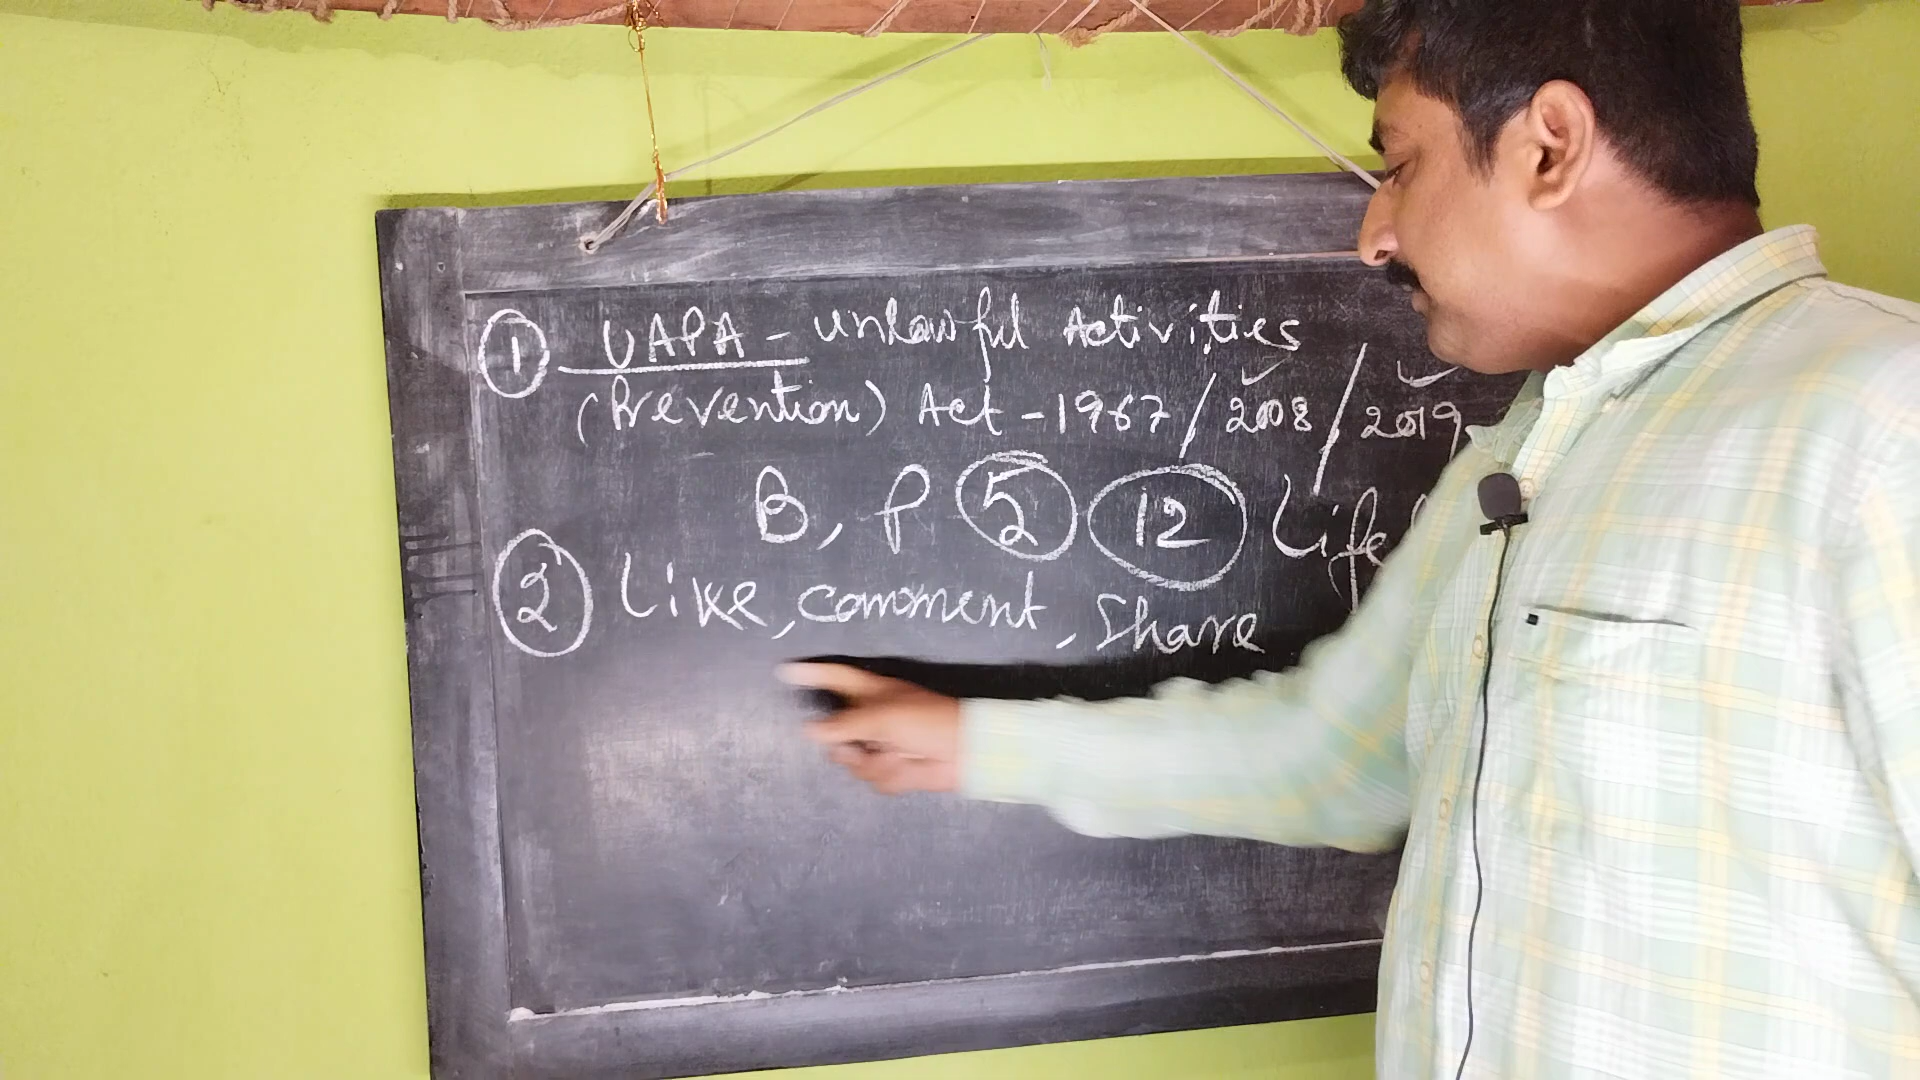 1 UAPA - Unlawful Activities
(Prevention) Act - 1967 / 2008 / 2019
B, P 5 12 Life
2 Like, comment, Share